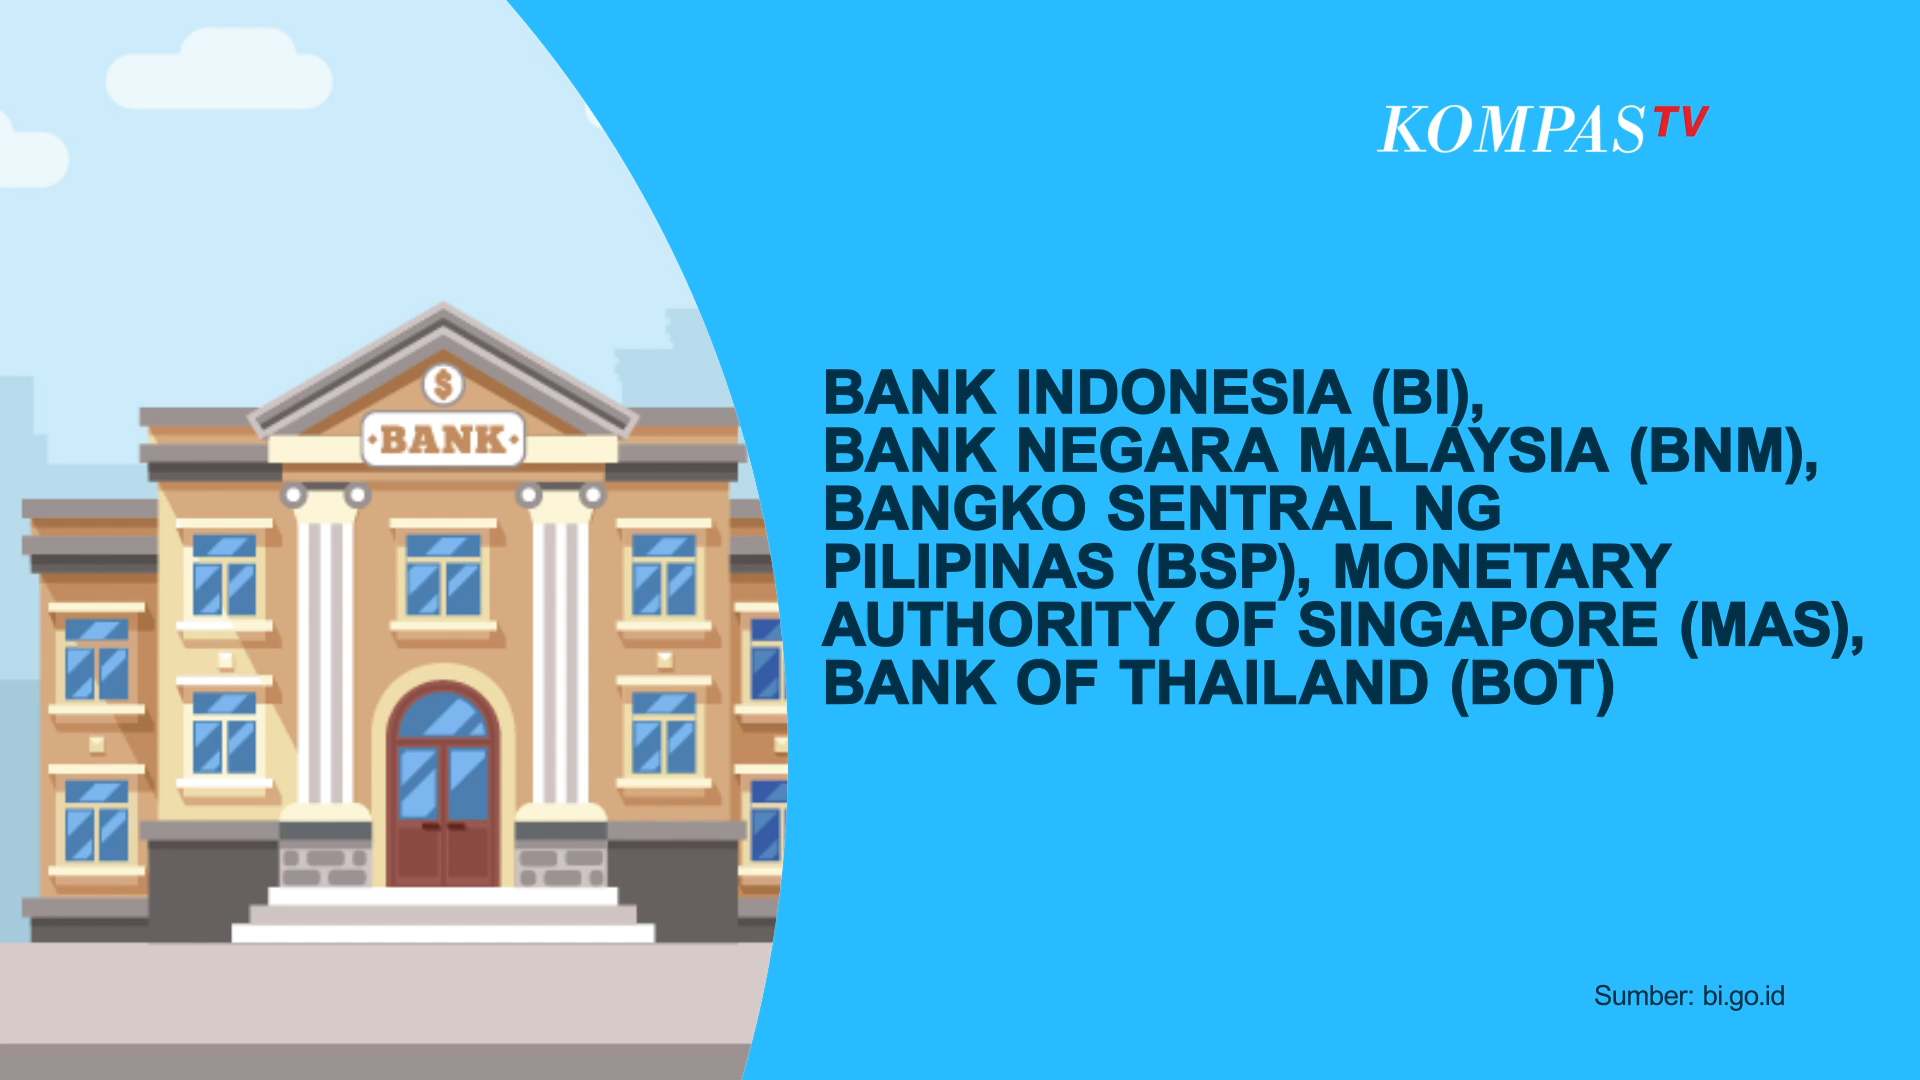 KOMPAS TV
$
BANK
BANK INDONESIA (BI),
BANK NEGARA MALAYSIA (BNM),
BANGKO SENTRAL NG
PILIPINAS (BSP), MONETARY
AUTHORITY OF SINGAPORE (MAS),
BANK OF THAILAND (BOT)
Sumber: bi.go.id